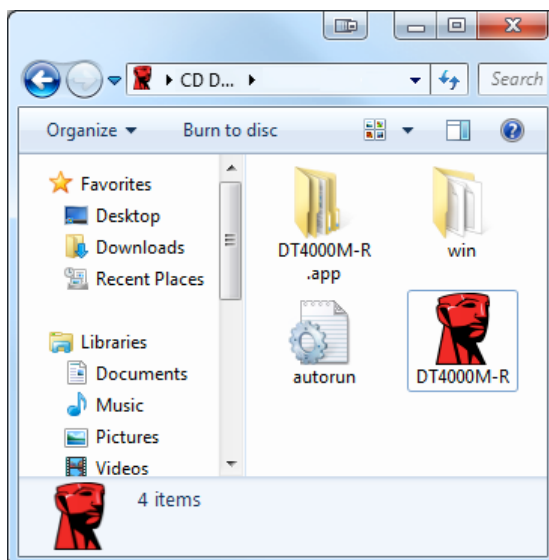 CD D...
Search
Organize
Burn to disc
Favorites
Desktop
Downloads
Recent Places
Libraries
Documents
Music
Pictures
Videos
DT4000M-R
.app
win
autorun
DT4000M-R
4 items